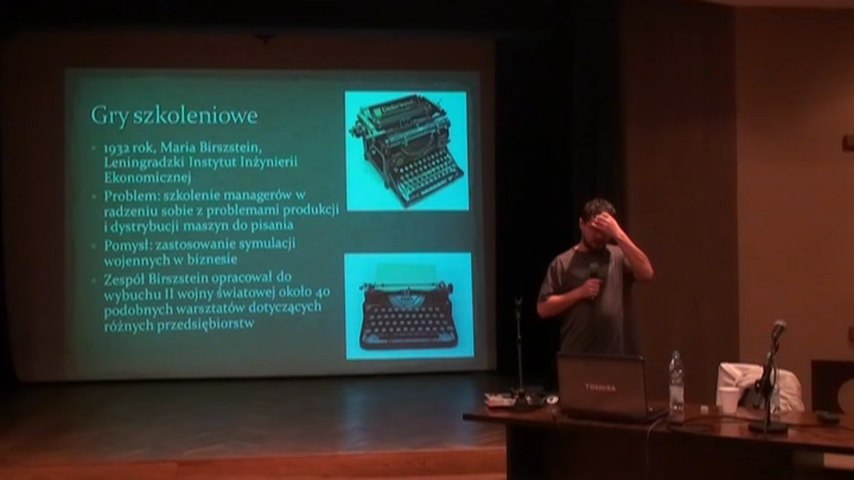 Gry szkoleniowe
1932 rok, Maria Birsztein,
Leningradzki Instytut Inżynierii
Ekonomicznej
Problem: szkolenie managerów w
radzeniu sobie z problemami produkcji
i dystrybucji maszyn do pisania
Pomysł: zastosowanie symulacji
wojennych w biznesie
Zespół Birsztein opracował do
wybuchu II wojny światowej około 40
podobnych warsztatów dotyczących
różnych przedsiębiorstw
Underwood
TOSHIBA